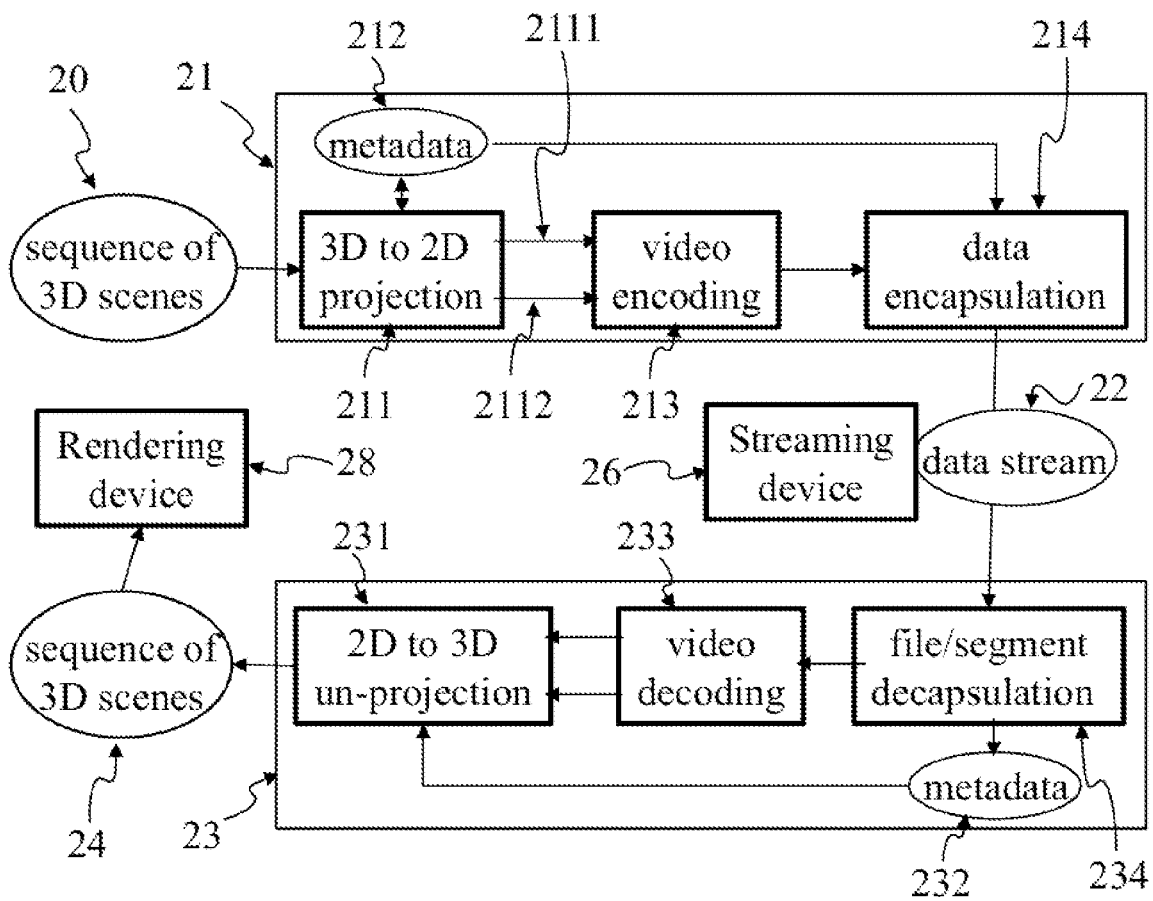 212
2111
214
20
21
metadata
sequence of
3D scenes
3D to 2D
projection
video
encoding
data
encapsulation
211
2112
213
22
Rendering
device
28
26
Streaming
device
data stream
231
233
sequence of
3D scenes
2D to 3D
un-projection
video
decoding
file/segment
decapsulation
metadata
24
23
232
234